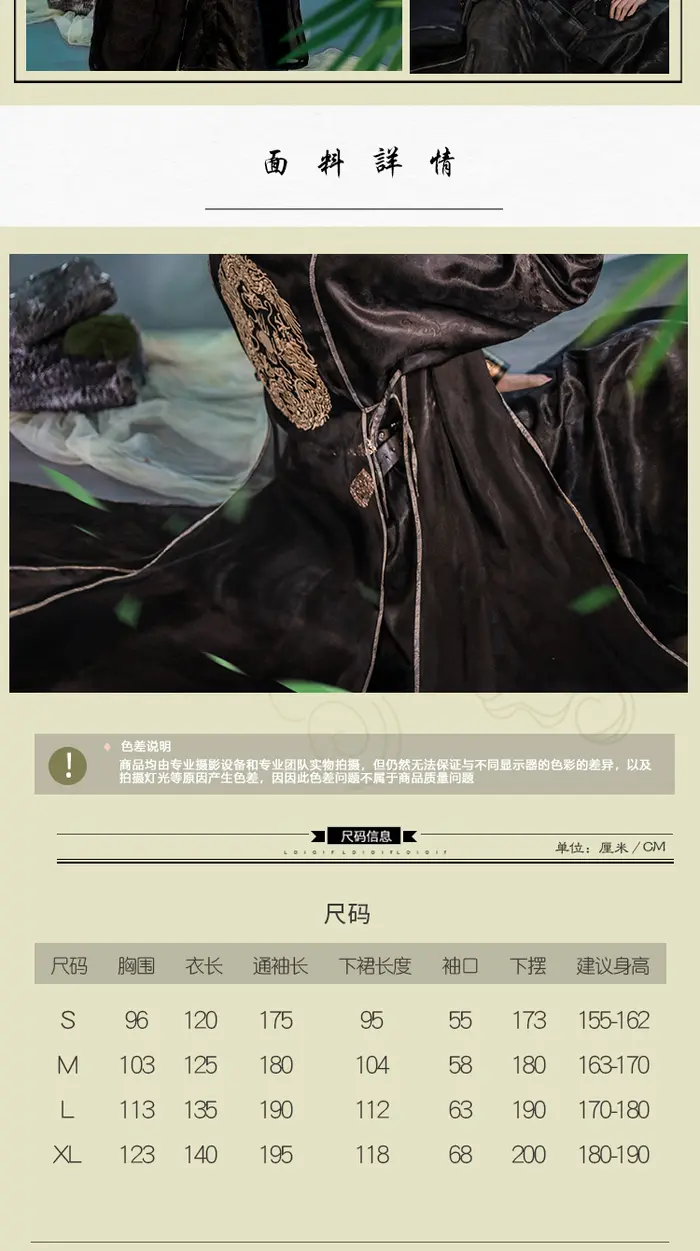 面料詳情
色差说明
商品均由专业摄影设备和专业团队实物拍摄，但仍然无法保证与不同显示器的色彩的差异，以及
拍摄灯光等原因产生色差，因因此色差问题不属于商品质量问题
尺码信息
单位：厘米/CM
尺码
尺码 胸围 衣长 通袖长 下裙长度 袖口 下摆 建议身高
S 96 120 175 95 55 173 155-162
M 103 125 180 104 58 180 163-170
L 113 135 190 112 63 190 170-180
XL 123 140 195 118 68 200 180-190